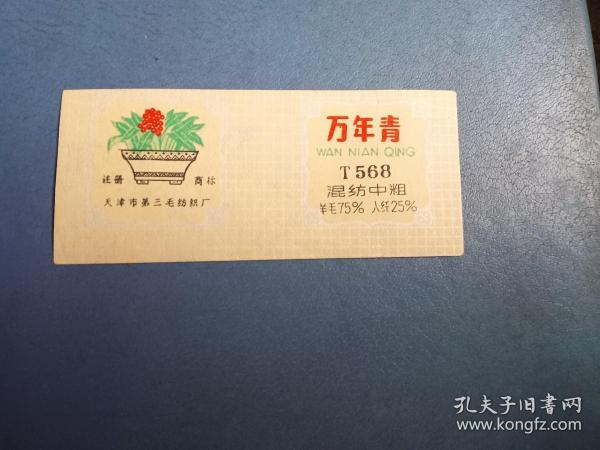 注册 商标
天津市第三毛纺织厂
万年青
WAN NIAN QING
T568
混纺中粗
羊毛75% 人纤25%
孔夫子旧书网
www.kongfz.com